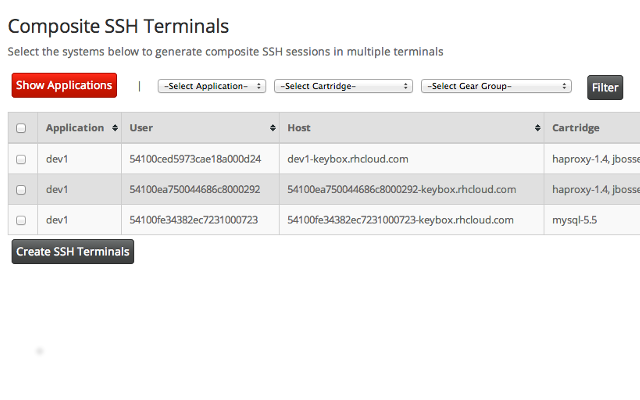 Composite SSH Terminals
Select the systems below to generate composite SSH sessions in multiple terminals
Show Applications | -Select Application- -Select Cartridge- -Select Gear Group- Filter
Application User Host Cartridge
dev1 54100ced5973cae18a000d24 dev1-keybox.rhcloud.com haproxy-1.4, jbosse
dev1 54100ea750044686c8000292 54100ea750044686c8000292-keybox.rhcloud.com haproxy-1.4, jbosse
dev1 54100fe34382ec7231000723 54100fe34382ec7231000723-keybox.rhcloud.com mysql-5.5
Create SSH Terminals